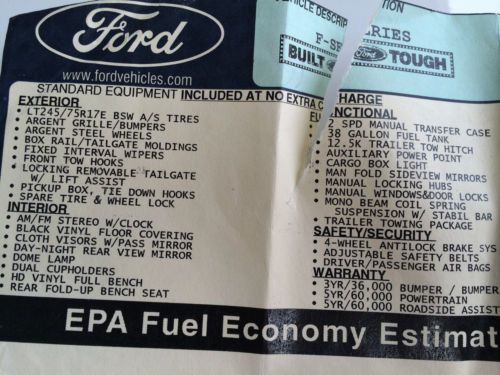 Ford
www.fordvehicles.com
VEHICLE DESCRIPTION
F-SERIES
BUILT Ford TOUGH
STANDARD EQUIPMENT INCLUDED AT NO EXTRA CHARGE
EXTERIOR
• LT245/75R17E BSW A/S TIRES
• ARGENT GRILLE/BUMPERS
• ARGENT STEEL WHEELS
• BOX RAIL/TAILGATE MOLDINGS
• FIXED INTERVAL WIPERS
• FRONT TOW HOOKS
• LOCKING REMOVABLE TAILGATE
W/ LIFT ASSIST
• PICKUP BOX, TIE DOWN HOOKS
• SPARE TIRE & WHEEL LOCK
INTERIOR
• AM/FM STEREO W/CLOCK
• BLACK VINYL FLOOR COVERING
• CLOTH VISORS W/PASS MIRROR
• DAY-NIGHT REAR VIEW MIRROR
• DOME LAMP
• DUAL CUPHOLDERS
• HD VINYL FULL BENCH
• REAR FOLD-UP BENCH SEAT
FUNCTIONAL
• 2 SPD MANUAL TRANSFER CASE
• 38 GALLON FUEL TANK
• 12.5K TRAILER TOW HITCH
• AUXILIARY POWER POINT
• CARGO BOX LIGHT
• MAN FOLD SIDEVIEW MIRRORS
• MANUAL LOCKING HUBS
• MANUAL WINDOWS&DOOR LOCKS
• MONO BEAM COIL SPRING
SUSPENSION W/ STABIL BAR
• TRAILER TOWING PACKAGE
SAFETY/SECURITY
• 4-WHEEL ANTILOCK BRAKE SYS
• ADJUSTABLE SAFETY BELTS
• DRIVER/PASSENGER AIR BAGS
WARRANTY
• 3YR/36,000 BUMPER / BUMPER
• 5YR/60,000 POWERTRAIN
• 5YR/60,000 ROADSIDE ASSIST
EPA Fuel Economy Estimat